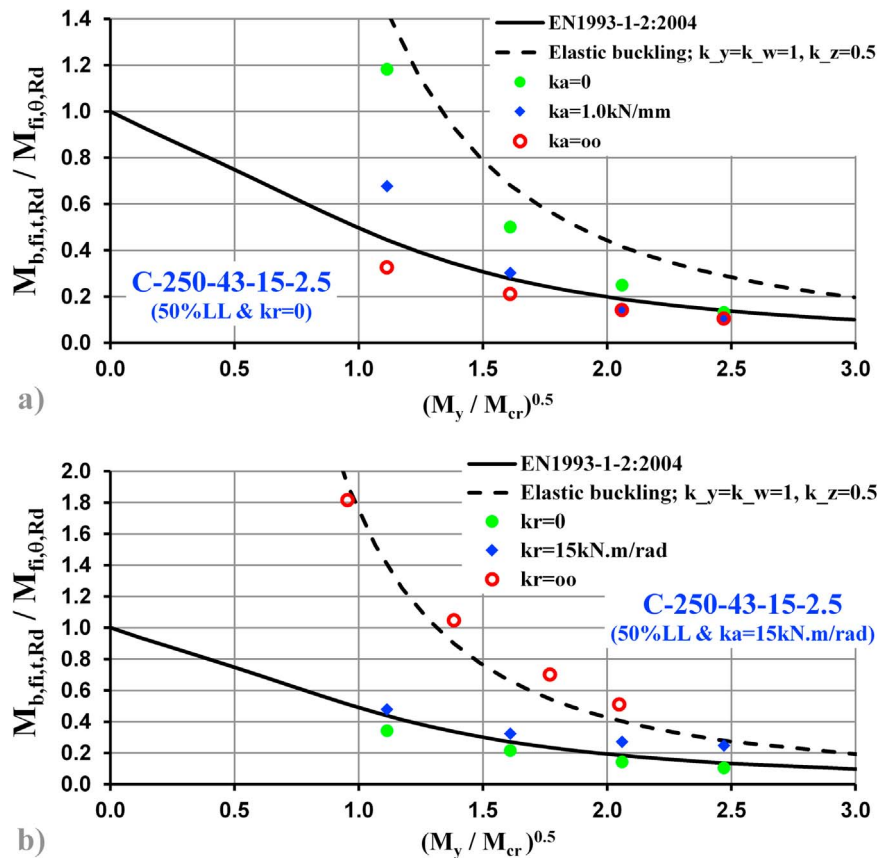 1.4
1.2
1.0
0.8
0.6
0.4
0.2
0.0
M_b,fi,t,Rd / M_fi,θ,Rd
EN1993-1-2:2004
Elastic buckling; k_y=k_w=1, k_z=0.5
ka=0
ka=1.0kN/mm
ka=oo
C-250-43-15-2.5
(50%LL & kr=0)
0.0 0.5 1.0 1.5 2.0 2.5 3.0
(M_y / M_cr)^0.5
a)
2.0
1.8
1.6
1.4
1.2
1.0
0.8
0.6
0.4
0.2
0.0
M_b,fi,t,Rd / M_fi,θ,Rd
EN1993-1-2:2004
Elastic buckling; k_y=k_w=1, k_z=0.5
kr=0
kr=15kN.m/rad
kr=oo
C-250-43-15-2.5
(50%LL & ka=15kN.m/rad)
0.0 0.5 1.0 1.5 2.0 2.5 3.0
(M_y / M_cr)^0.5
b)